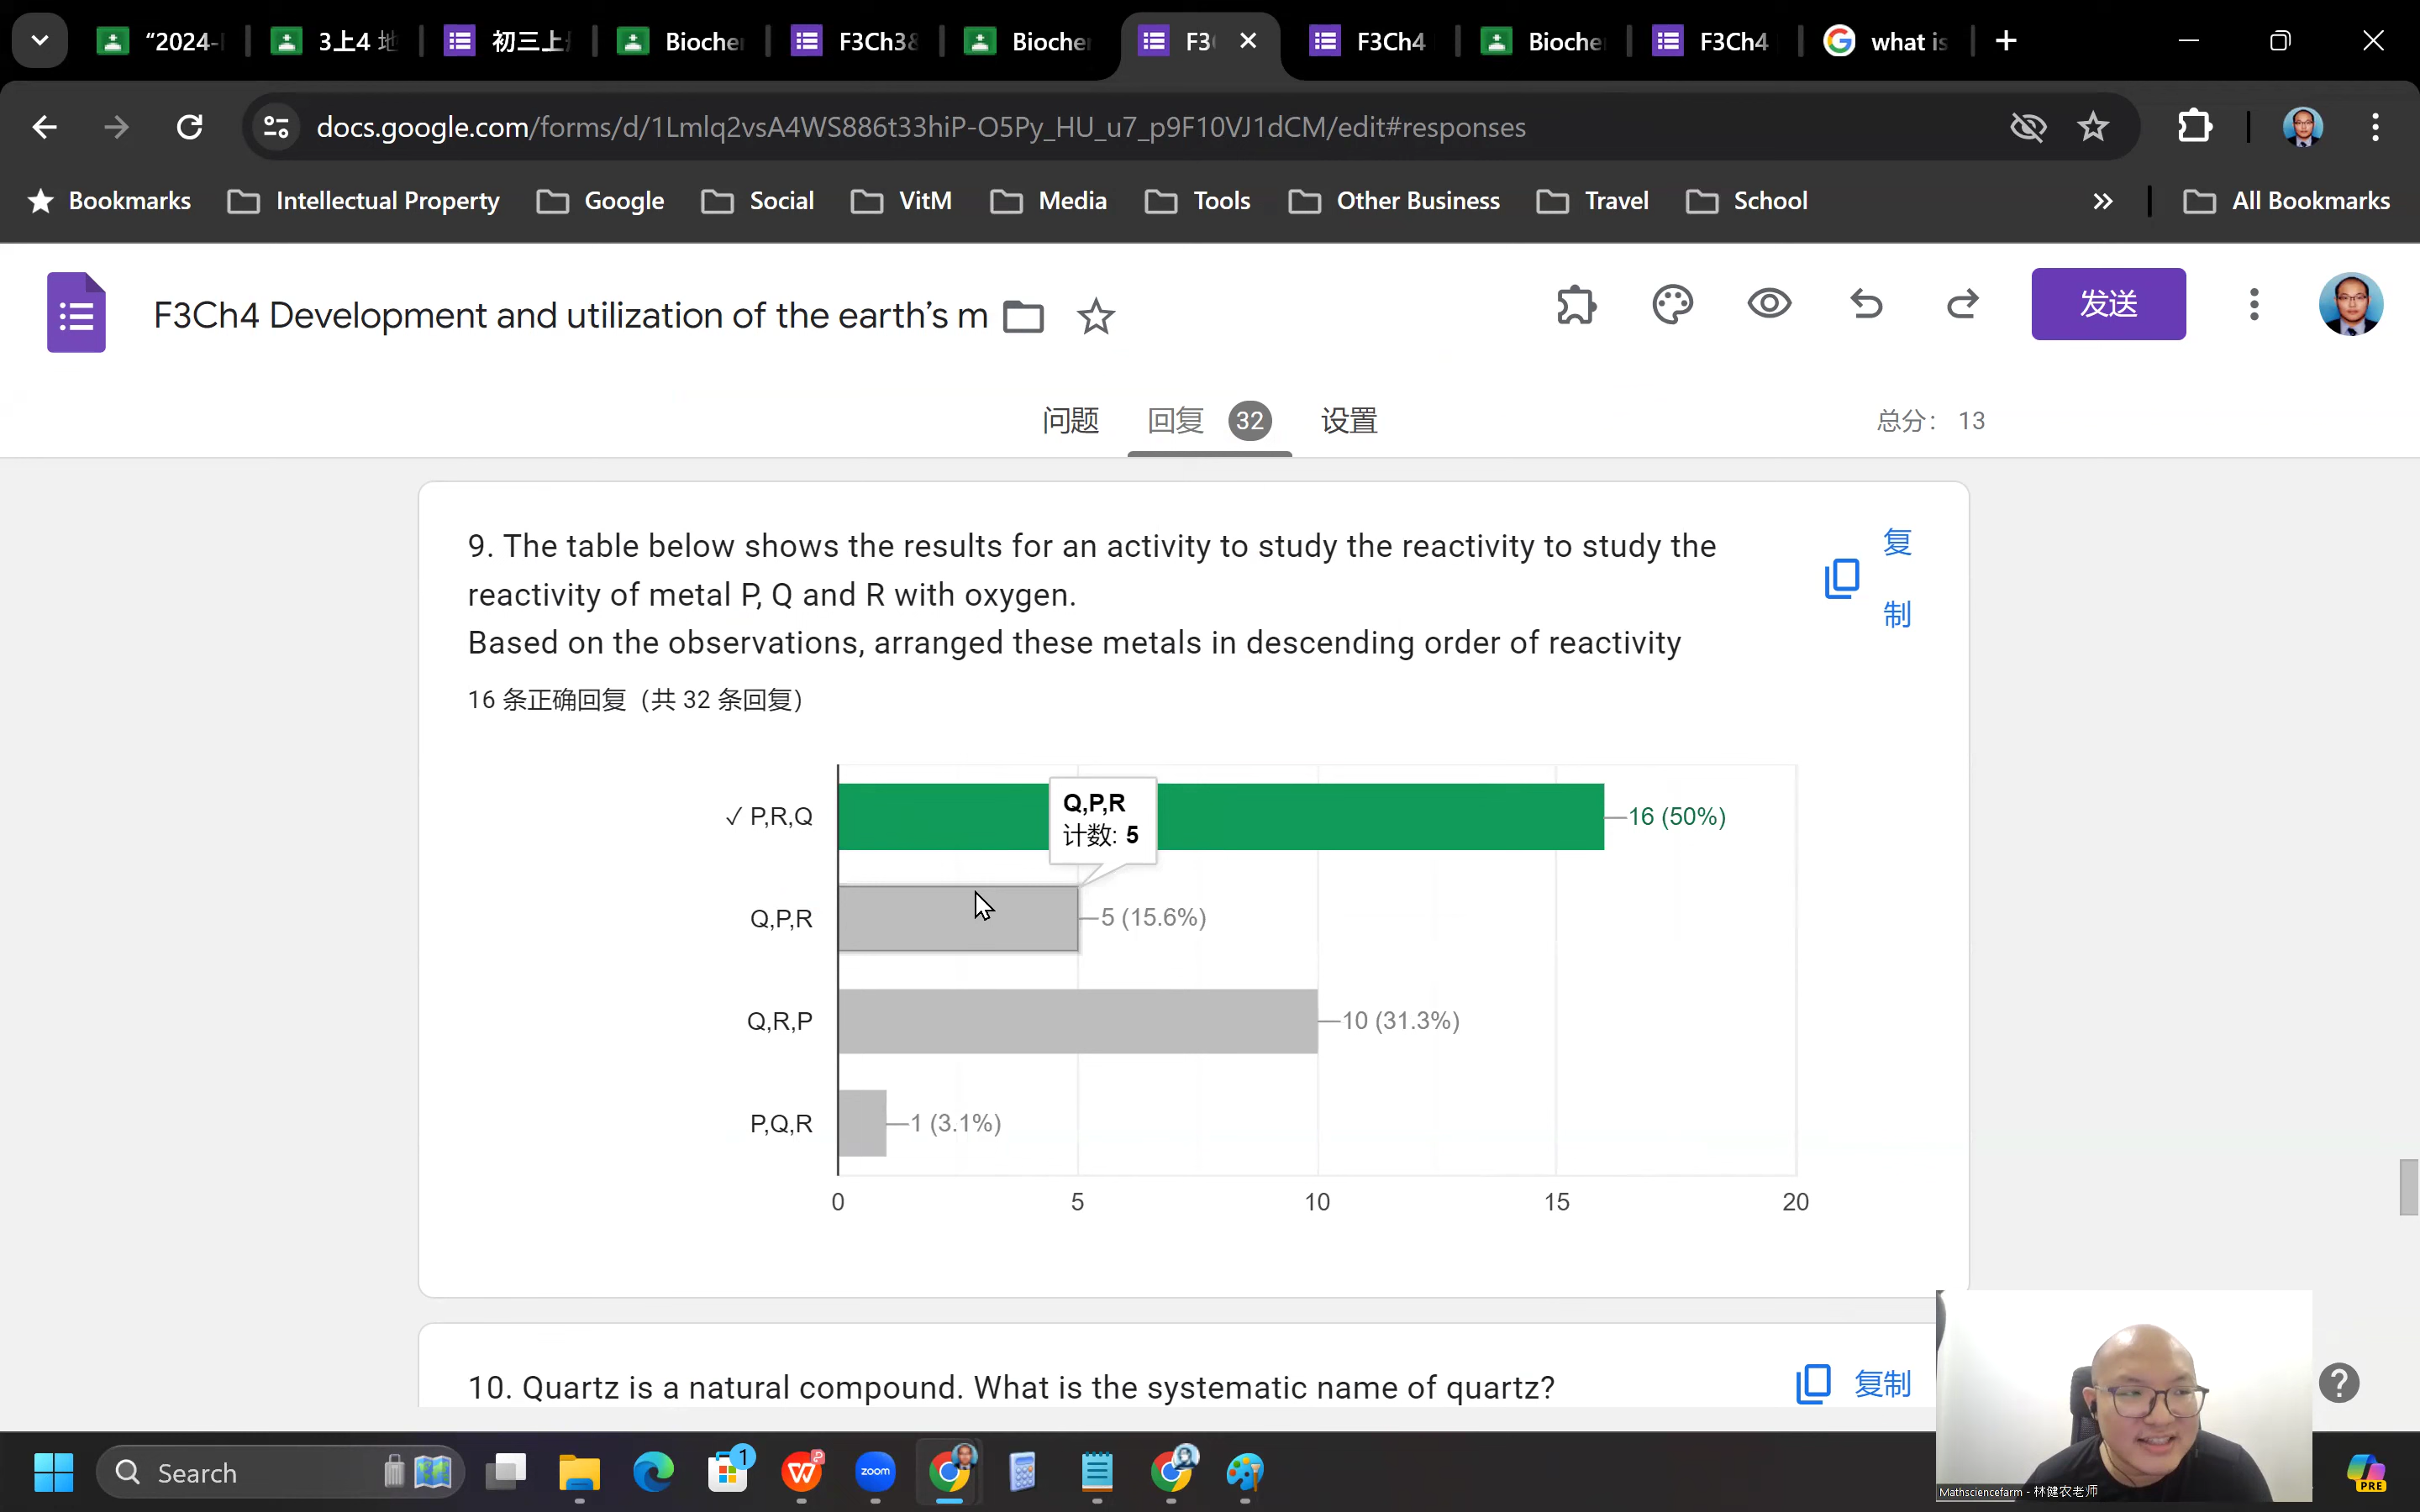 "2024-
3上4 地
初三上
Biocher
F3Ch3&
Biocher
F3
F3Ch4
Bioche
F3Ch4
what is
docs.google.com/forms/d/1Lmlq2vsA4WS886t33hiP-O5Py_HU_u7_p9F10VJ1dCM/edit#responses
Bookmarks
Intellectual Property
Google
Social
VitM
Media
Tools
Other Business
Travel
School
All Bookmarks
F3Ch4 Development and utilization of the earth's m
发送
问题
回复 32
设置
总分： 13
9. The table below shows the results for an activity to study the reactivity to study the
reactivity of metal P, Q and R with oxygen.
Based on the observations, arranged these metals in descending order of reactivity
复
制
16 条正确回复（共 32 条回复）
Q,P,R
计数: 5
✓ P,R,Q
16 (50%)
Q,P,R
5 (15.6%)
Q,R,P
10 (31.3%)
P,Q,R
1 (3.1%)
0
5
10
15
20
10. Quartz is a natural compound. What is the systematic name of quartz?
复制
Mathsciencefarm - 林健农老师
Search
1
zoom
PRE